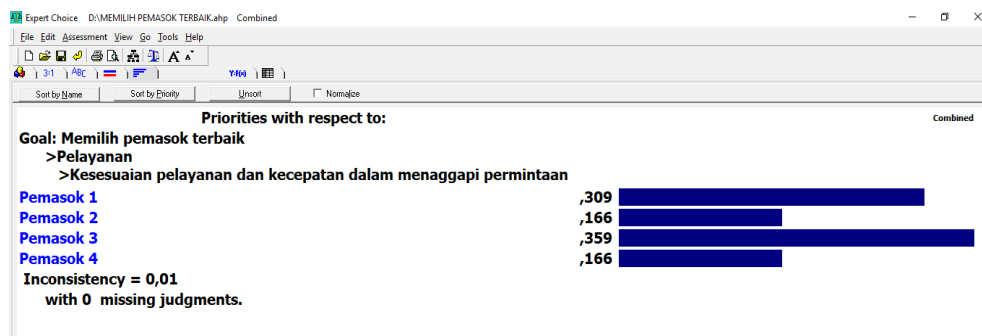 Expert Choice D:\MEMILIH PEMASOK TERBAIK.ahp Combined
File Edit Assessment View Go Tools Help
3:1 ABC Y=f(x)
Sort by Name Sort by Priority Unsort Normalize
Priorities with respect to: Combined
Goal: Memilih pemasok terbaik
>Pelayanan
>Kesesuaian pelayanan dan kecepatan dalam menaggapi permintaan
Pemasok 1 ,309
Pemasok 2 ,166
Pemasok 3 ,359
Pemasok 4 ,166
Inconsistency = 0,01
with 0 missing judgments.